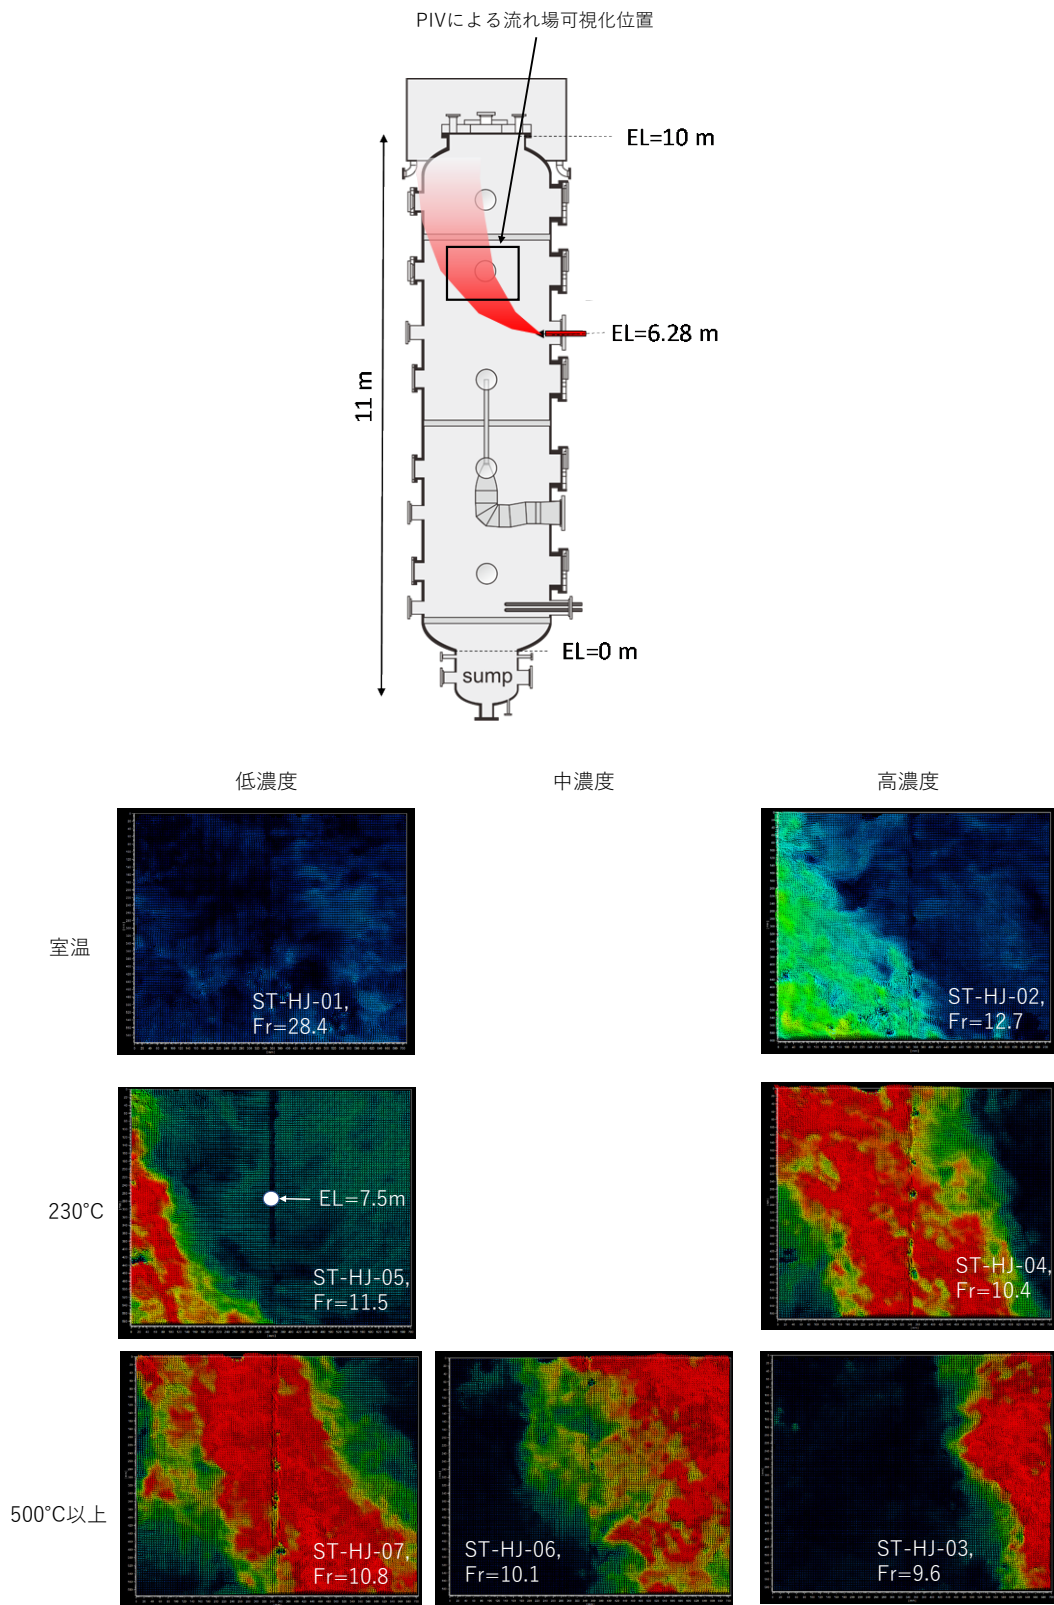 PIVによる流れ場可視化位置
EL=10 m
EL=6.28 m
11 m
EL=0 m
sump
低濃度
中濃度
高濃度
室温
ST-HJ-01,
Fr=28.4
ST-HJ-02,
Fr=12.7
230°C
EL=7.5m
ST-HJ-05,
Fr=11.5
ST-HJ-04,
Fr=10.4
500°C以上
ST-HJ-07,
Fr=10.8
ST-HJ-06,
Fr=10.1
ST-HJ-03,
Fr=9.6